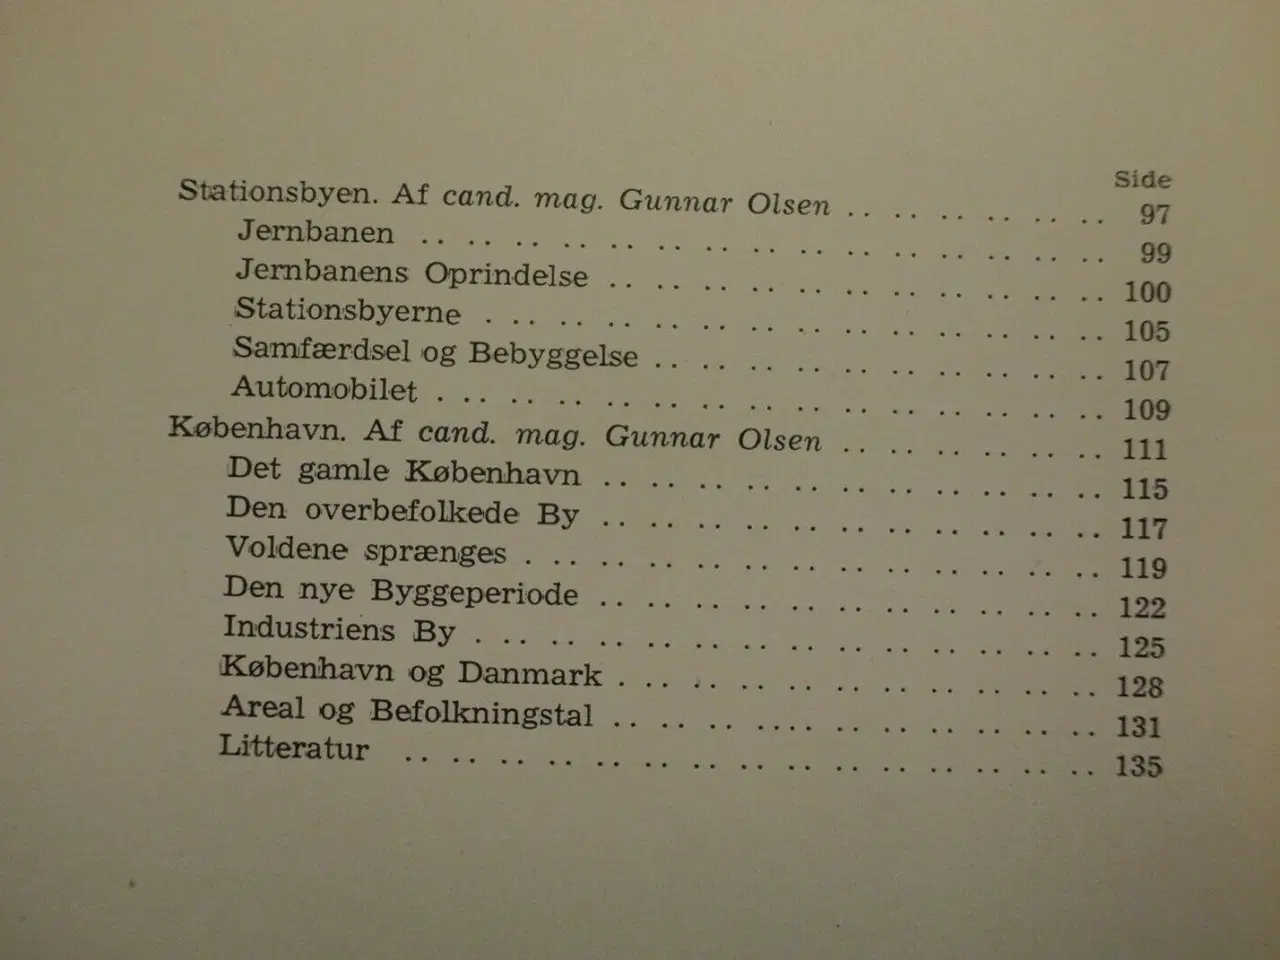 Side
Stationsbyen. Af cand. mag. Gunnar Olsen .. .. .. .. .. .. 97
Jernbanen .. .. .. .. .. .. .. .. .. .. .. .. .. .. .. 99
Jernbanens Oprindelse .. .. .. .. .. .. .. .. .. .. .. 100
Stationsbyerne . .. .. .. .. .. .. .. .. .. .. .. .. .. 105
Samfærdsel og Bebyggelse .. .. .. .. .. .. .. .. .. .. 107
Automobilet . .. .. .. .. .. .. .. .. .. .. .. .. .. .. 109
København. Af cand. mag. Gunnar Olsen .. .. .. .. .. .. 111
Det gamle København .. .. .. .. .. .. .. .. .. .. .. 115
Den overbefolkede By .. .. .. .. .. .. .. .. .. .. .. 117
Voldene sprænges . .. .. .. .. .. .. .. .. .. .. .. .. 119
Den nye Byggeperiode .. .. .. .. .. .. .. .. .. .. .. 122
Industriens By . .. .. .. .. .. .. .. .. .. .. .. .. .. 125
København og Danmark . .. .. .. .. .. .. .. .. .. .. 128
Areal og Befolkningstal .. .. .. .. .. .. .. .. .. .. .. 131
Litteratur .. .. .. .. .. .. .. .. .. .. .. .. .. .. .. 135